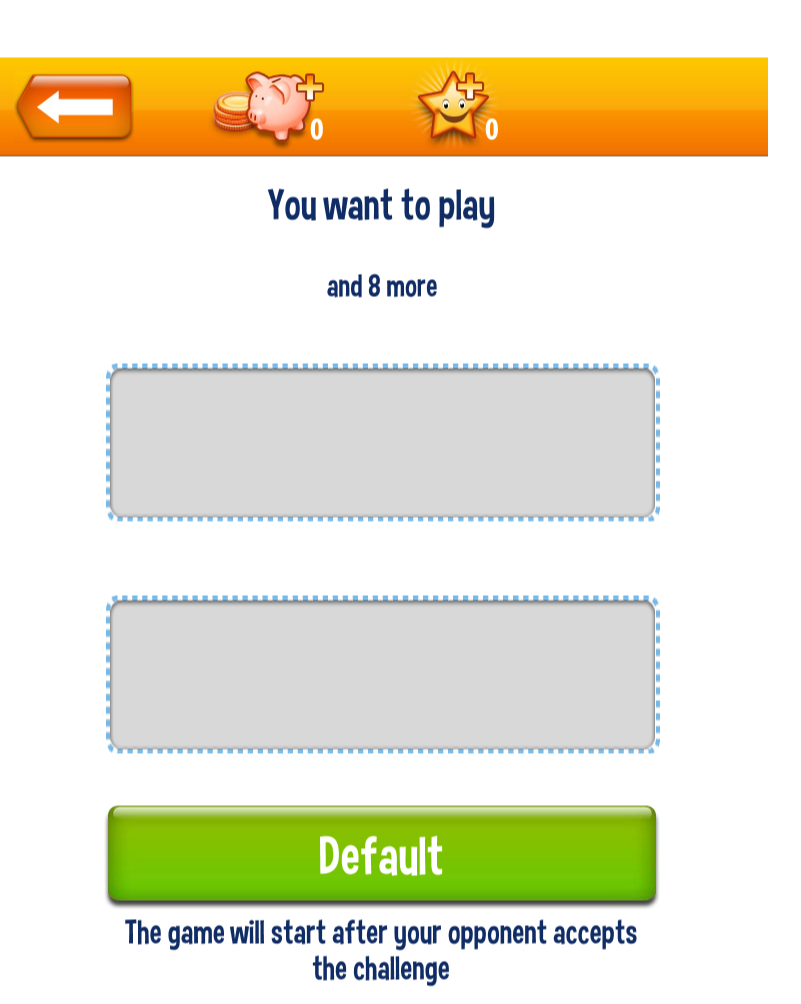 0
0
You want to play
and 8 more
Default
The game will start after your opponent accepts
the challenge